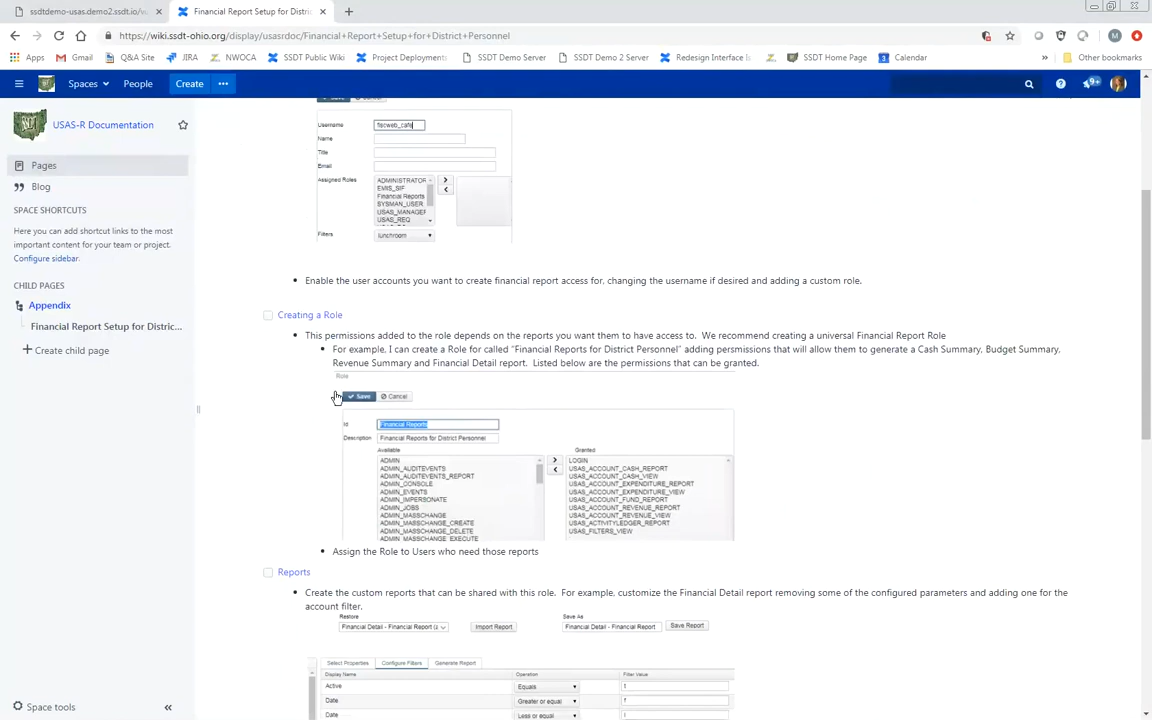 ssdtdemo-usas.demo2.ssdt.io/w
Financial Report Setup for Distric
https://wiki.ssdt-ohio.org/display/usasrdoc/Financial+Report+Setup+for+District+Personnel
Apps
Gmail
Q&A Site
JIRA
NWOCA
SSDT Public Wiki
Project Deployment
SSDT Demo Server
SSDT Demo 2 Server
Redesign Interface Is
SSDT Home Page
Calendar
Other bookmarks
Spaces
People
Create
9+
USAS-R Documentation
Pages
Blog
SPACE SHORTCUTS
Here you can add shortcut links to the most
important content for your team or project.
Configure sidebar.
CHILD PAGES
Appendix
Financial Report Setup for Distric...
Create child page
Space tools
Username fiscweb_cafe
Name
Title
Email
Assigned Roles
ADMINISTRATOR
EMIS_SIF
Financial Reports
SYSMAN_USER
USAS_MANAGER
USAS_REQ
Filters lunchroom
• Enable the user accounts you want to create financial report access for, changing the username if desired and adding a custom role.
Creating a Role
• This permissions added to the role depends on the reports you want them to have access to. We recommend creating a universal Financial Report Role
• For example, I can create a Role for called "Financial Reports for District Personnel" adding persmissions that will allow them to generate a Cash Summary, Budget Summary,
Revenue Summary and Financial Detail report. Listed below are the permissions that can be granted.
Role
Save Cancel
Id Financial Reports
Description Financial Reports for District Personnel
Available
Granted
ADMIN
ADMIN_AUDITEVENTS
ADMIN_AUDITEVENTS_REPORT
ADMIN_CONSOLE
ADMIN_EVENTS
ADMIN_IMPERSONATE
ADMIN_JOBS
ADMIN_MASSCHANGE
ADMIN_MASSCHANGE_CREATE
ADMIN_MASSCHANGE_DELETE
ADMIN_MASSCHANGE_EXECUTE
LOGIN
USAS_ACCOUNT_CASH_REPORT
USAS_ACCOUNT_CASH_VIEW
USAS_ACCOUNT_EXPENDITURE_REPORT
USAS_ACCOUNT_EXPENDITURE_VIEW
USAS_ACCOUNT_FUND_REPORT
USAS_ACCOUNT_REVENUE_REPORT
USAS_ACCOUNT_REVENUE_VIEW
USAS_ACTIVITYLEDGER_REPORT
USAS_FILTERS_VIEW
• Assign the Role to Users who need those reports
Reports
• Create the custom reports that can be shared with this role. For example, customize the Financial Detail report removing some of the configured parameters and adding one for the
account filter.
Restore
Save As
Financial Detail - Financial Report
Import Report
Financial Detail - Financial Report
Save Report
Select Properties Configure Filters Generate Report
Display Name Operation Filter Value
Active Equals
Date Greater or equal
Date Less or equal